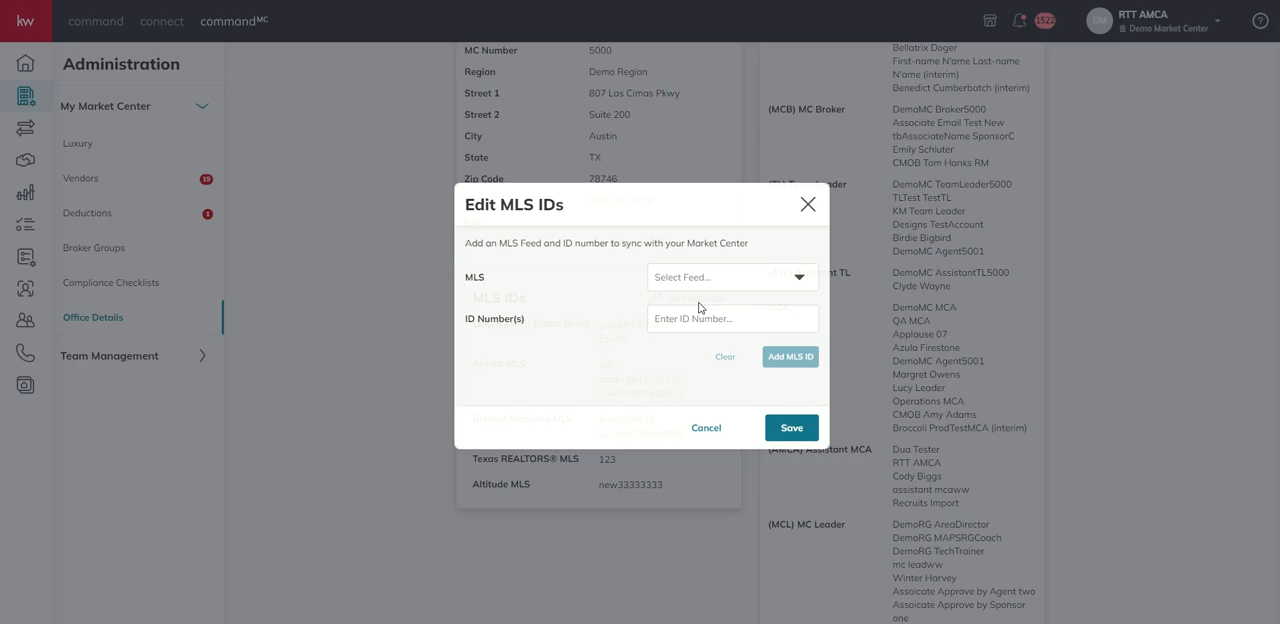 kw
command
connect
commandMC
1522
DM
RTT AMCA
Demo Market Center
?
Administration
My Market Center
Luxury
Vendors
19
Deductions
1
Broker Groups
Compliance Checklists
Office Details
Team Management
MC Number 5000
Region Demo Region
Street 1 807 Las Cimas Pkwy
Street 2 Suite 200
City Austin
State TX
Zip Code 78746
Edit MLS IDs
Add an MLS Feed and ID number to sync with your Market Center
MLS
Select Feed...
MLS IDs
ID Number(s)
Enter ID Number...
Alaska MLS
Clear
Add MLS ID
Cancel
Save
Texas REALTORS® MLS 123
Altitude MLS new33333333
Bellatrix Doger
First-name N'ame Last-name
N'ame (interim)
Benedict Cumberbatch (interim)
(MCB) MC Broker
DemoMC Broker5000
Associate Email Test New
tbAssociateName SponsorC
Emily Schluter
CMOB Tom Hanks RM
DemoMC TeamLeader5000
TLTest TestTL
KM Team Leader
Designs TestAccount
Birdie Bigbird
DemoMC Agent5001
TL
DemoMC AssistantTL5000
Clyde Wayne
DemoMC MCA
QA MCA
Applause 07
Azula Firestone
DemoMC Agent5001
Margret Owens
Lucy Leader
Operations MCA
CMOB Amy Adams
Broccoli ProdTestMCA (interim)
(AMCA) Assistant MCA
Dua Tester
RTT AMCA
Cody Biggs
assistant mcaww
Recruits Import
(MCL) MC Leader
DemoRG AreaDirector
DemoRG MAPSRGCoach
DemoRG TechTrainer
mc leadww
Winter Harvey
Assoicate Approve by Agent two
Assoicate Approve by Sponsor
one